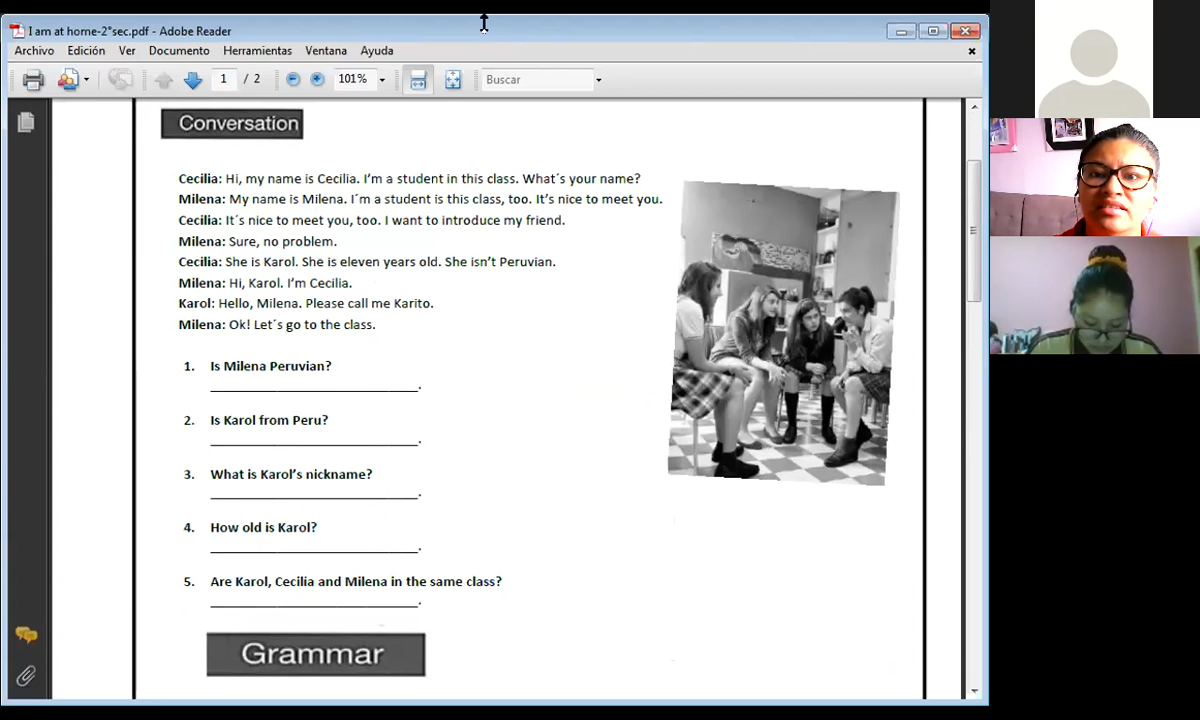 I am at home-2°sec.pdf - Adobe Reader
Archivo Edición Ver Documento Herramientas Ventana Ayuda
1 / 2 101% Buscar
Conversation
Cecilia: Hi, my name is Cecilia. I'm a student in this class. What´s your name?
Milena: My name is Milena. I´m a student is this class, too. It's nice to meet you.
Cecilia: It´s nice to meet you, too. I want to introduce my friend.
Milena: Sure, no problem.
Cecilia: She is Karol. She is eleven years old. She isn't Peruvian.
Milena: Hi, Karol. I'm Cecilia.
Karol: Hello, Milena. Please call me Karito.
Milena: Ok! Let´s go to the class.
1. Is Milena Peruvian?
______________________________.
2. Is Karol from Peru?
______________________________.
3. What is Karol's nickname?
______________________________.
4. How old is Karol?
______________________________.
5. Are Karol, Cecilia and Milena in the same class?
______________________________.
Grammar